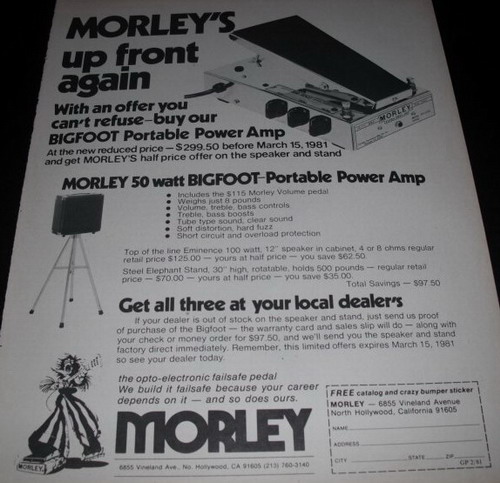 MORLEY'S
up front
again
With an offer you
can't refuse—buy our
BIGFOOT Portable Power Amp
At the new reduced price — $299.50 before March 15, 1981
and get MORLEY'S half price offer on the speaker and stand
MORLEY
MORLEY 50 watt BIGFOOT-Portable Power Amp
• Includes the $115 Morley Volume pedal
• Weighs just 8 pounds
• Volume, treble, bass controls
• Treble, bass boosts
• Tube type sound, clear sound
• Soft distortion, hard fuzz
• Short circuit and overload protection
Top of the line Eminence 100 watt, 12" speaker in cabinet, 4 or 8 ohms regular
retail price $125.00 — yours at half price — you save $62.50.
Steel Elephant Stand, 30" high, rotatable, holds 500 pounds — regular retail
price — $70.00 — yours at half price — you save $35.00.
Total Savings — $97.50
Get all three at your local dealer's
If your dealer is out of stock on the speaker and stand, just send us proof
of purchase of the Bigfoot — the warranty card and sales slip will do — along with
your check or money order for $97.50, and we'll send you the speaker and stand
factory direct immediately. Remember, this limited offers expires March 15, 1981
so see your dealer today.
the opto-electronic failsafe pedal
We build it failsafe because your career
depends on it — and so does ours.
MORLEY
MORLEY
6855 Vineland Ave., No. Hollywood, CA 91605 (213) 760-3140
FREE catalog and crazy bumper sticker
MORLEY — 6855 Vineland Avenue
North Hollywood, California 91605
NAME
ADDRESS
CITY STATE ZIP
GP 2/81